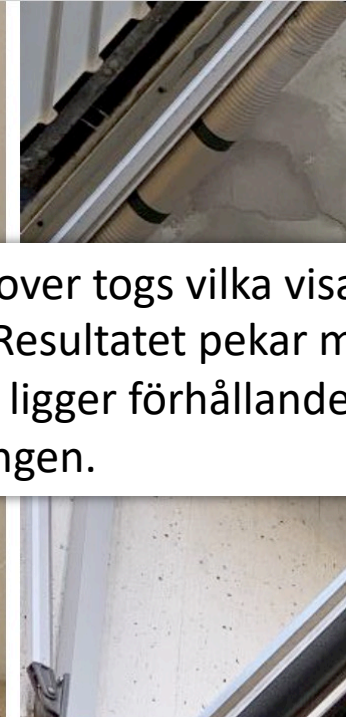 over togs vilka visa
Resultatet pekar m
ligger förhållande
ngen.